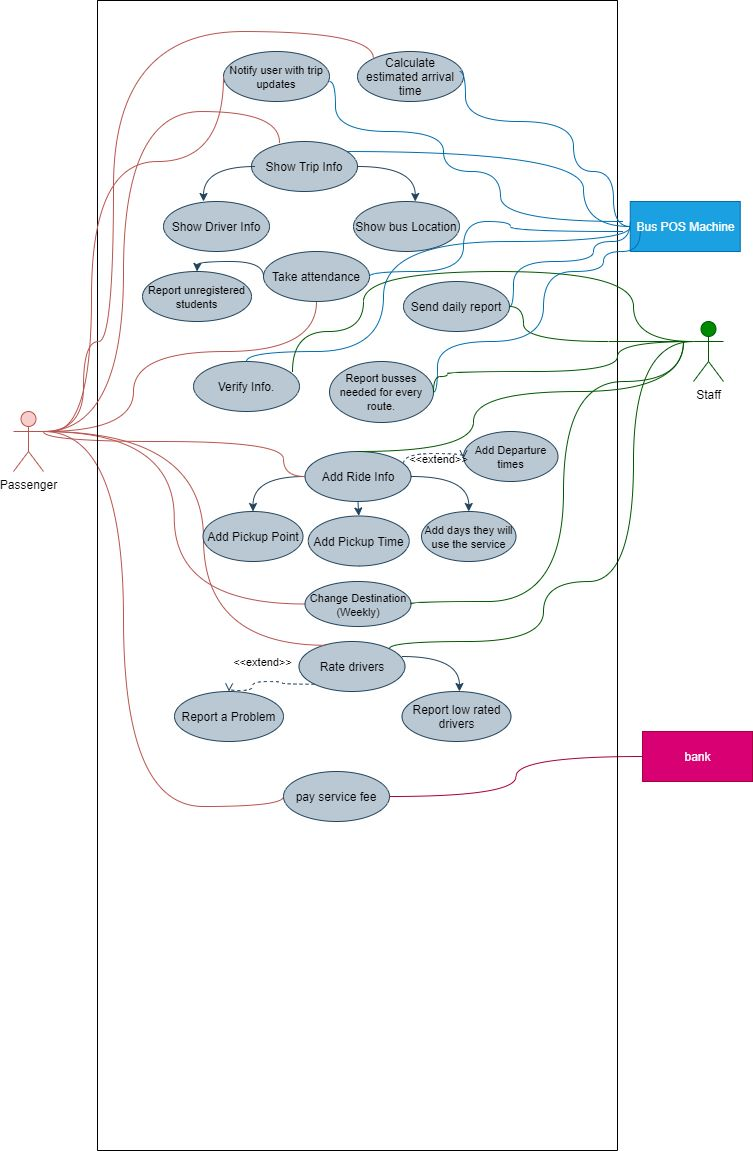 Notify user with trip
updates
Calculate
estimated arrival
time
Show Trip Info
Show Driver Info
Show bus Location
Bus POS Machine
Take attendance
Report unregistered
students
Send daily report
Verify Info.
Report busses
needed for every
route.
Staff
Passenger
Add Ride Info
<<extend>>
Add Departure
times
Add Pickup Point
Add Pickup Time
Add days they will
use the service
Change Destination
(Weekly)
<<extend>>
Rate drivers
Report a Problem
Report low rated
drivers
bank
pay service fee